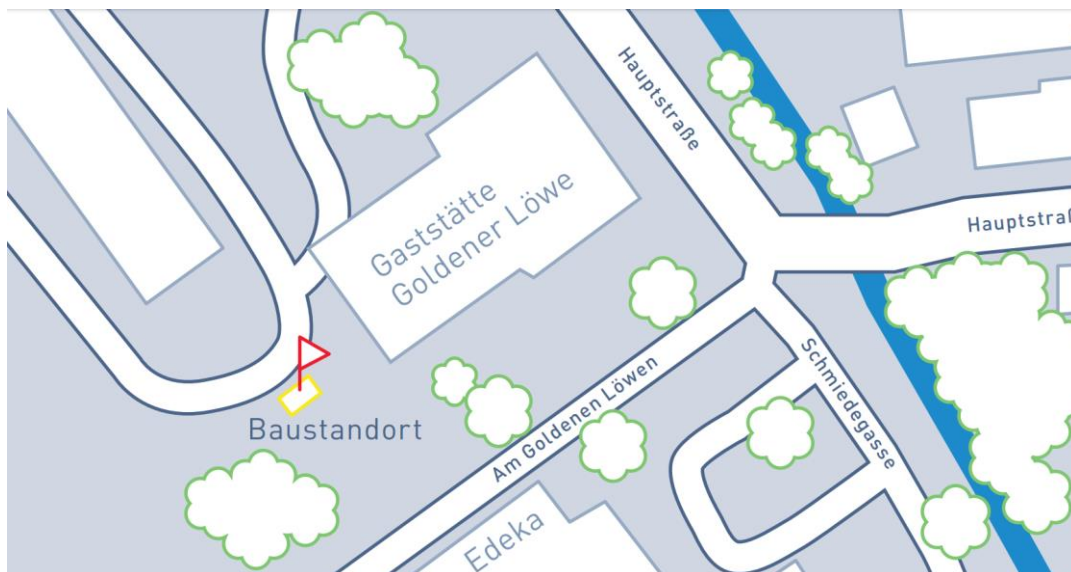 Hauptstraße
Gaststätte
Goldener Löwe
Hauptstraß
Schmiedegasse
Am Goldenen Löwen
Baustandort
Edeka